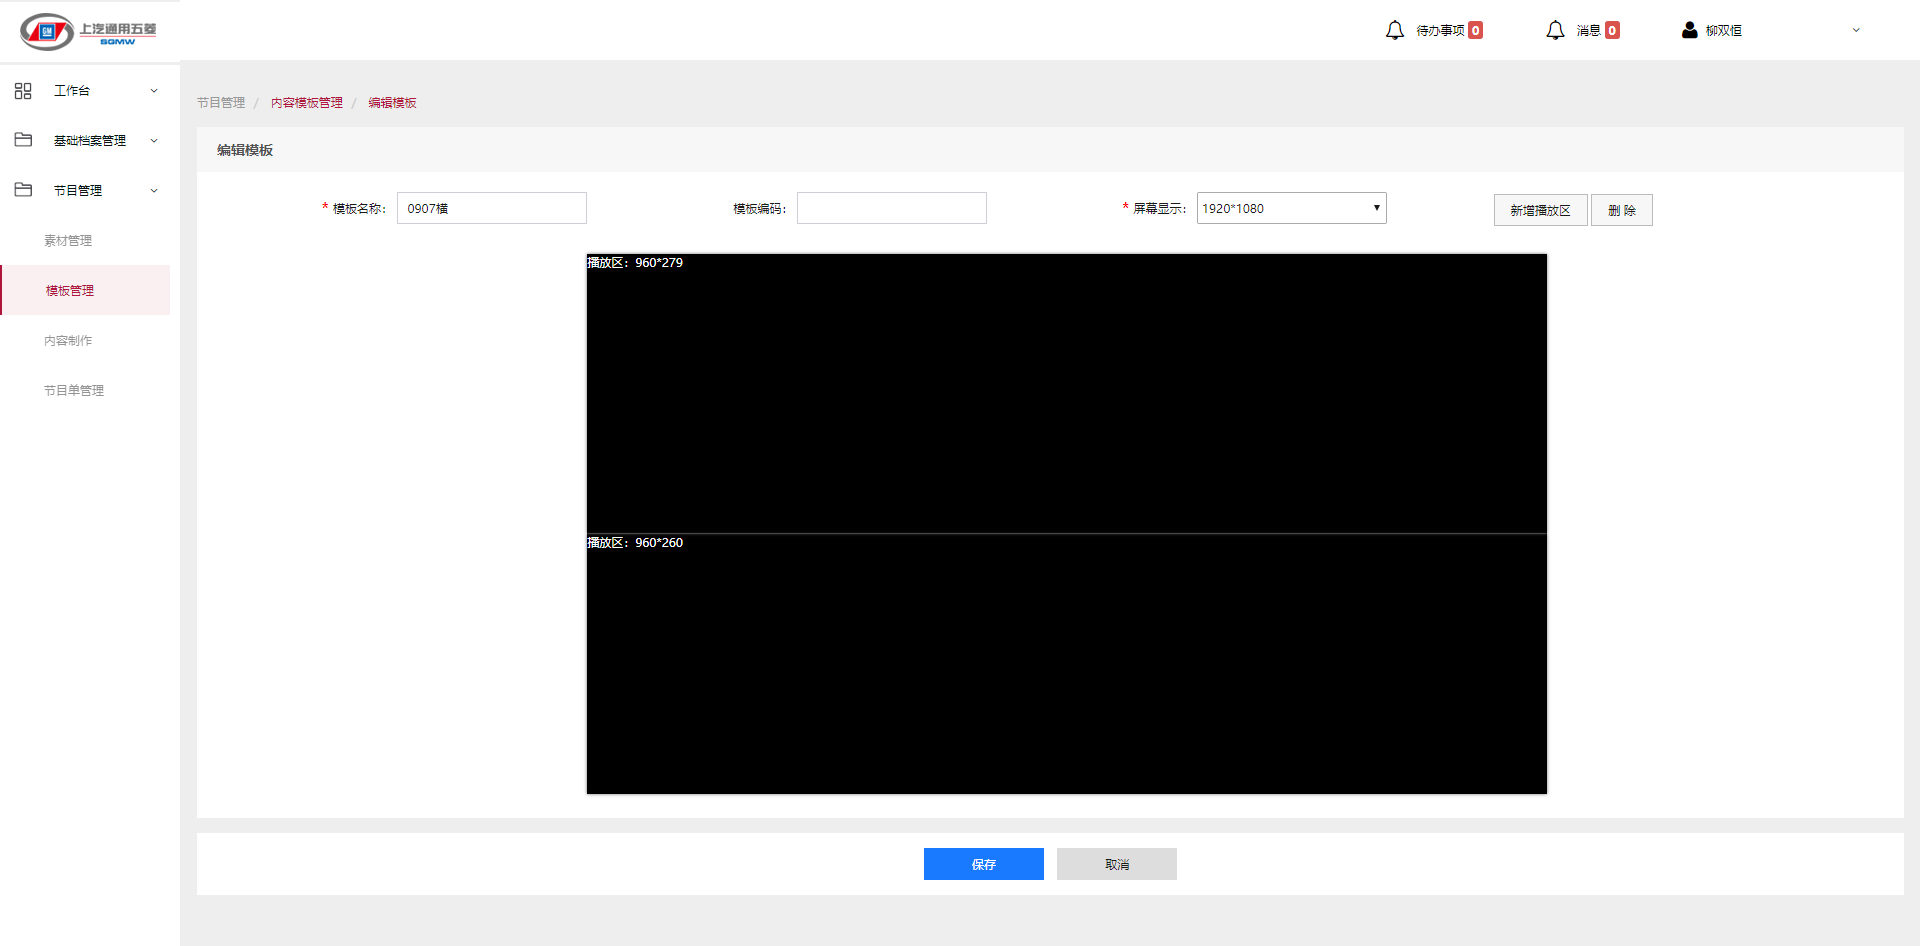 上汽通用五菱
SGMW
GM
待办事项 0
消息 0
柳双恒
工作台
基础档案管理
节目管理
素材管理
模板管理
内容制作
节目单管理
节目管理 / 内容模板管理 / 编辑模板
编辑模板
* 模板名称： 0907横
模板编码：
* 屏幕显示： 1920*1080
新增播放区
删 除
播放区：960*279
播放区：960*260
保存
取消